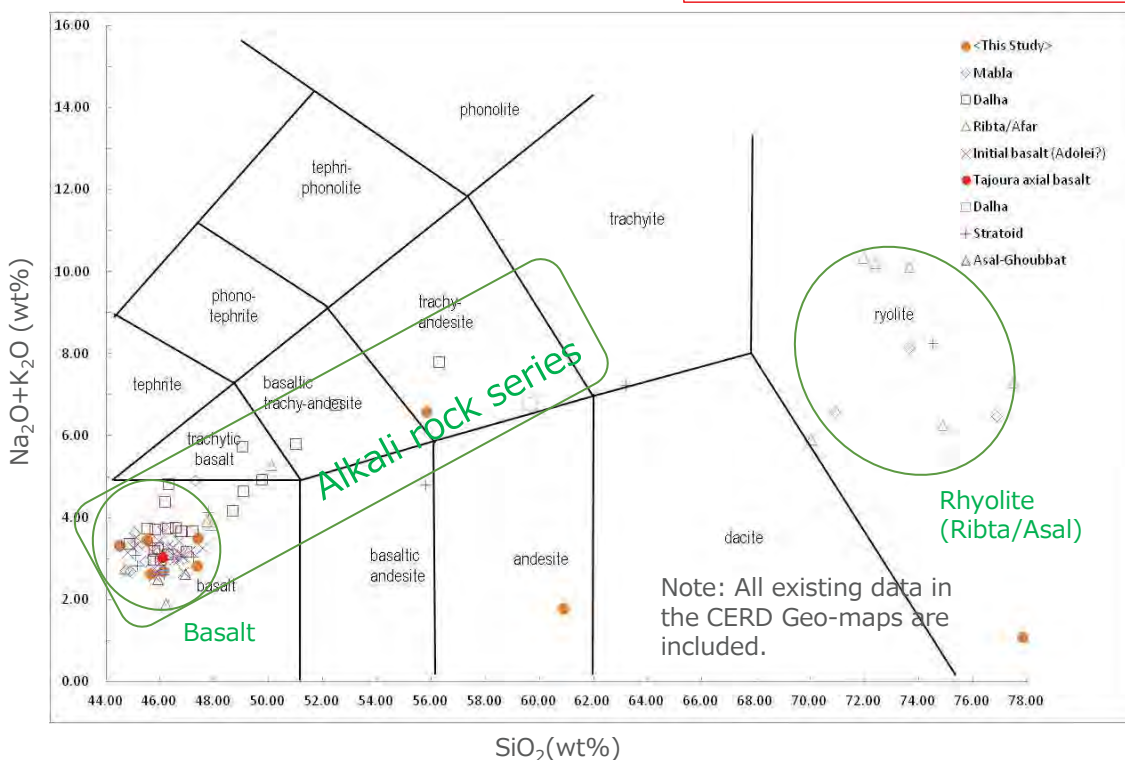 16.00
14.00
12.00
10.00
8.00
6.00
4.00
2.00
0.00
Na2O+K2O (wt%)
44.00 46.00 48.00 50.00 52.00 54.00 56.00 58.00 60.00 62.00 64.00 66.00 68.00 70.00 72.00 74.00 76.00 78.00
SiO2(wt%)
<This Study>
Mabla
Dalha
Ribta/Afar
Initial basalt (Adolei?)
Tajoura axial basalt
Dalha
Stratoid
Asal-Ghoubbat
phonolite
tephri-
phonolite
trachyite
phono-
tephrite
trachy-
andesite
ryolite
tephrite
basaltic
trachy-andesite
trachytic
basalt
Alkali rock series
basalt
Basalt
basaltic
andesite
andesite
dacite
Rhyolite
(Ribta/Asal)
Note: All existing data in
the CERD Geo-maps are
included.